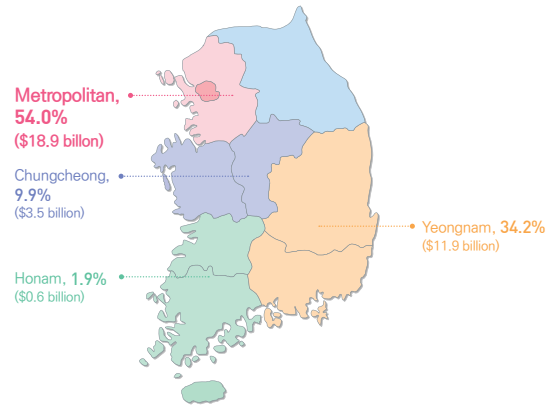 Metropolitan,
54.0%
($18.9 billon)
Chungcheong,
9.9%
($3.5 billion)
Yeongnam, 34.2%
($11.9 billion)
Honam, 1.9%
($0.6 billion)